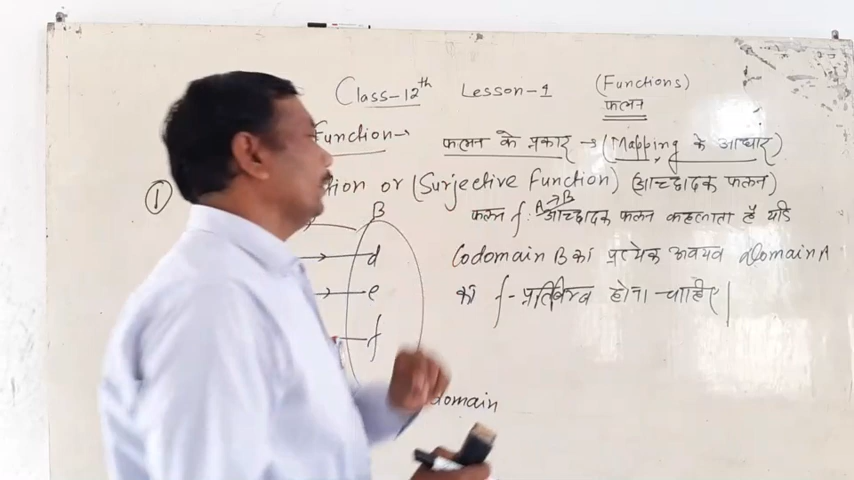 Class-12th Lesson-1 (Functions)
फलन
Function→ फलन के प्रकार → (Mapping के आधार)
① tion or (Surjective Function) (आच्छादक फलन)
फलन f: A→B आच्छादक फलन कहलाता है यदि
Codomain B का प्रत्येक अवयव domain A
का f-प्रतिबिम्ब होना चाहिए|
B
d
e
f
domain